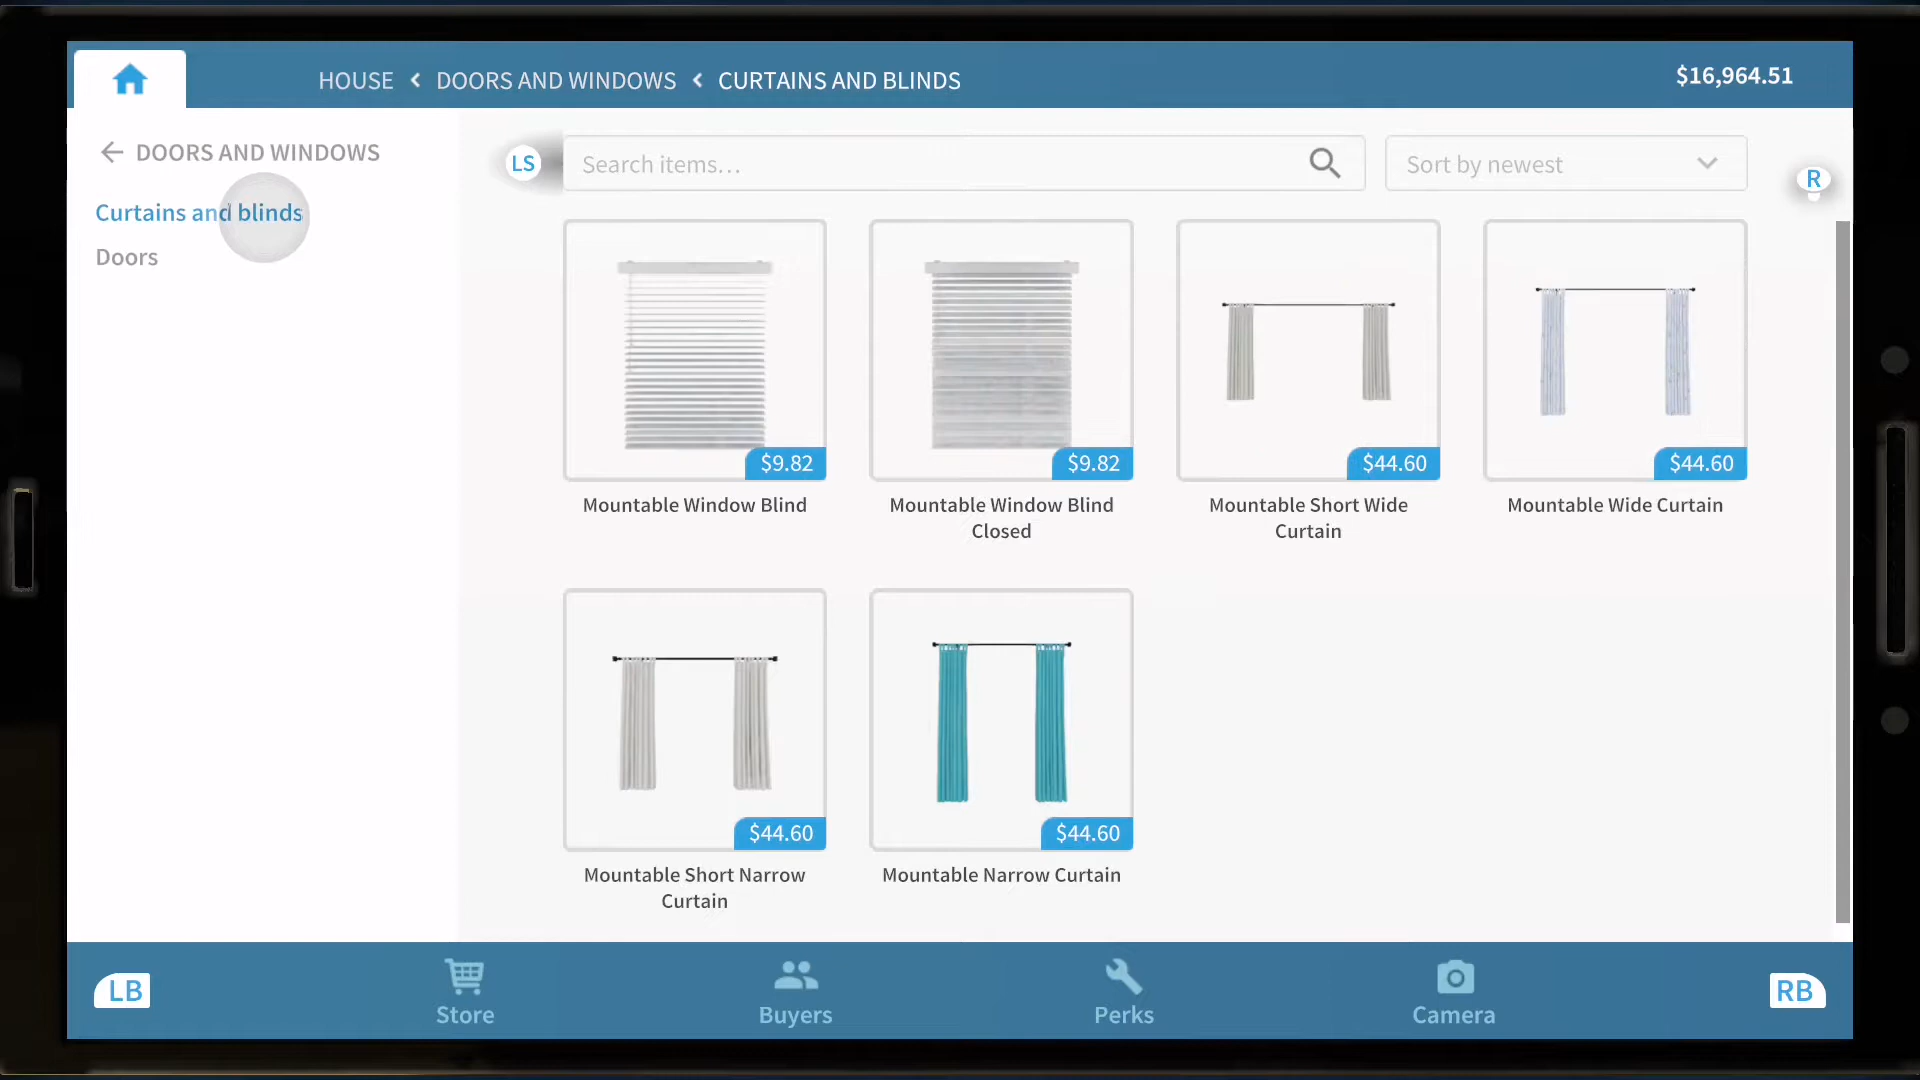 HOUSE < DOORS AND WINDOWS < CURTAINS AND BLINDS
$16,964.51
DOORS AND WINDOWS
Curtains and blinds
Doors
LS
Search items...
Sort by newest
R
$9.82
$9.82
$44.60
$44.60
Mountable Window Blind
Mountable Window Blind
Closed
Mountable Short Wide
Curtain
Mountable Wide Curtain
$44.60
$44.60
Mountable Short Narrow
Curtain
Mountable Narrow Curtain
LB
Store
Buyers
Perks
Camera
RB